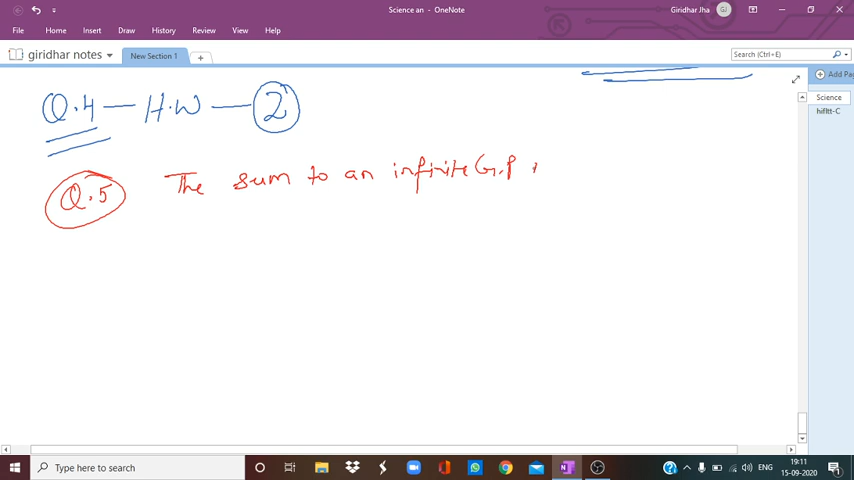 Science an - OneNote
Giridhar Jha
GJ
File Home Insert Draw History Review View Help
giridhar notes
New Section 1
Search (Ctrl+E)
Add Pa
Science
hifltt-C
Q.4 — H.W — 2
Q.5 The sum to an infinite G.P
Type here to search
ENG
19:11
15-09-2020